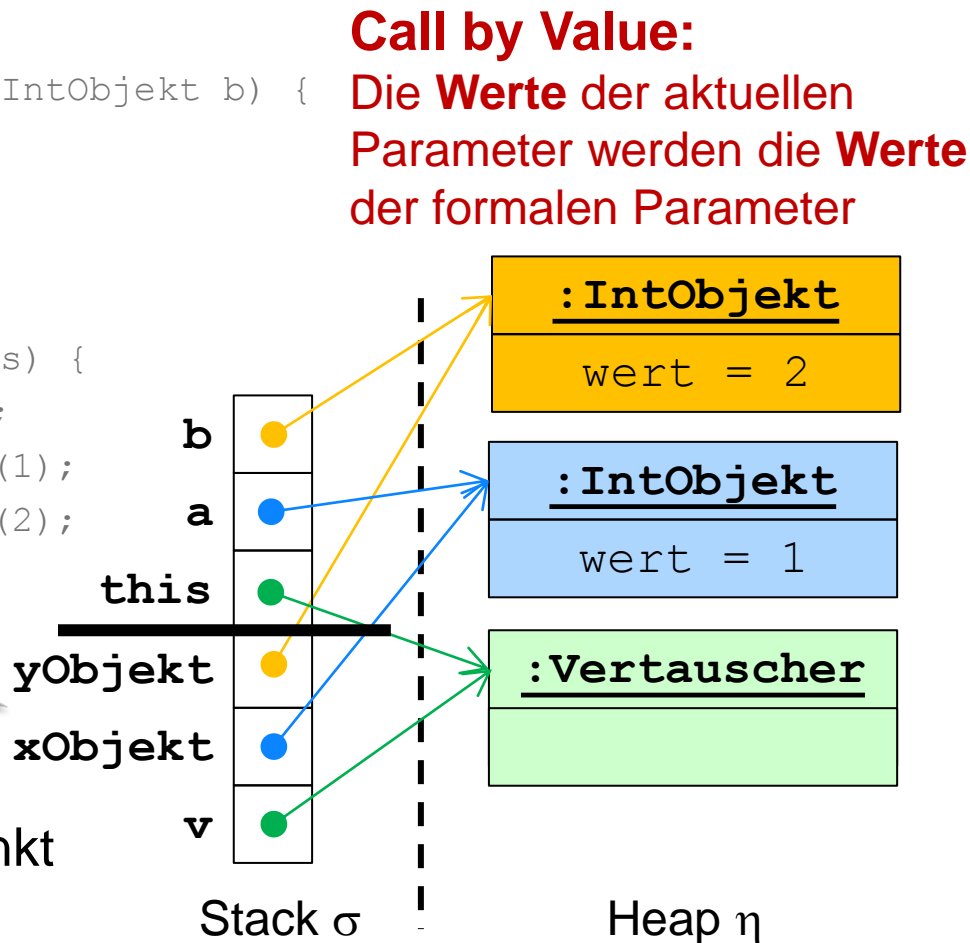 Call by Value:
IntObjekt b) {
Die Werte der aktuellen
Parameter werden die Werte
der formalen Parameter
s) {
;
(1);
(2);
:IntObjekt
wert = 2
:IntObjekt
wert = 1
:Vertauscher
b
a
this
yObjekt
xObjekt
v
nkt
Stack σ
Heap η